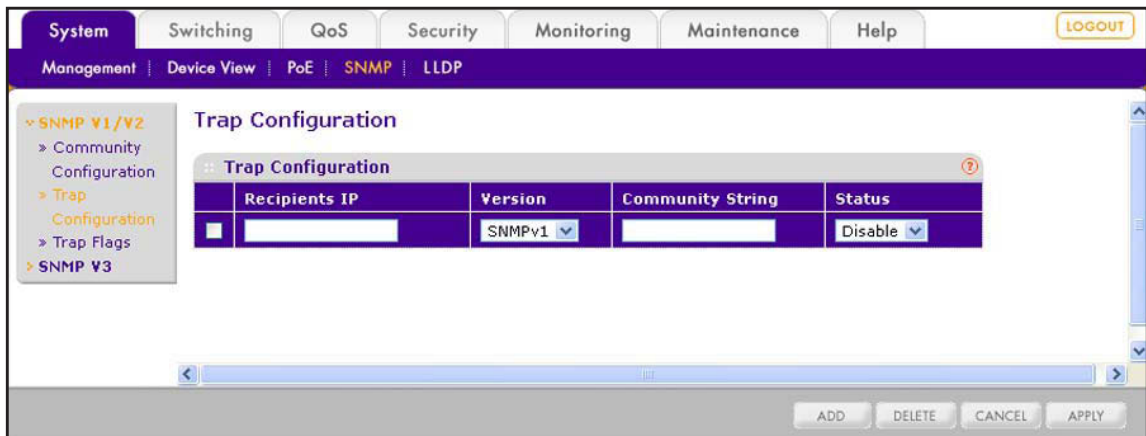 System Switching QoS Security Monitoring Maintenance Help LOGOUT
Management Device View PoE SNMP LLDP
SNMP V1/V2
» Community
Configuration
» Trap
Configuration
» Trap Flags
SNMP V3
Trap Configuration
Trap Configuration ?
Recipients IP Version Community String Status
SNMPv1 Disable
ADD DELETE CANCEL APPLY